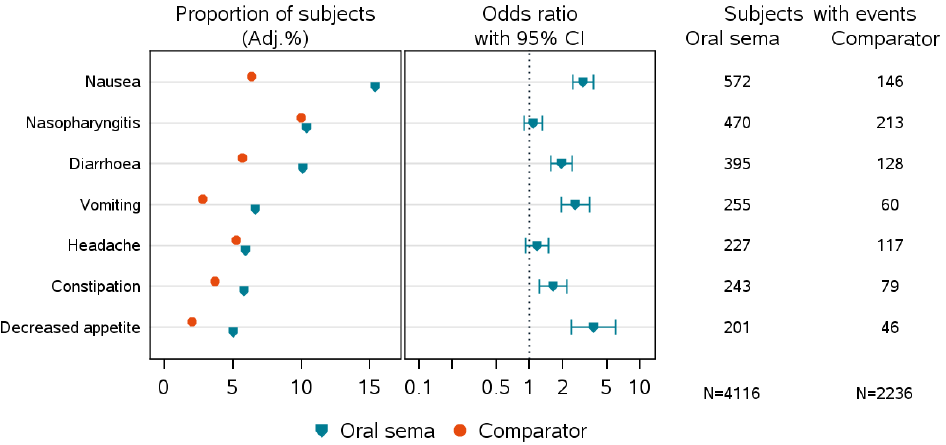 Proportion of subjects Odds ratio Subjects with events
(Adj.%) with 95% CI Oral sema Comparator
Nausea 572 146
Nasopharyngitis 470 213
Diarrhoea 395 128
Vomiting 255 60
Headache 227 117
Constipation 243 79
Decreased appetite 201 46
0 5 10 15 0.1 0.5 1 2 5 10 N=4116 N=2236
Oral sema Comparator